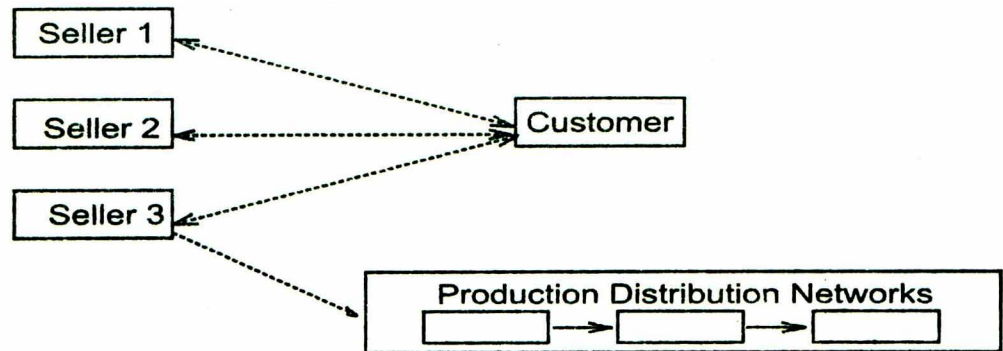 Seller 1
Seller 2
Customer
Seller 3
Production Distribution Networks